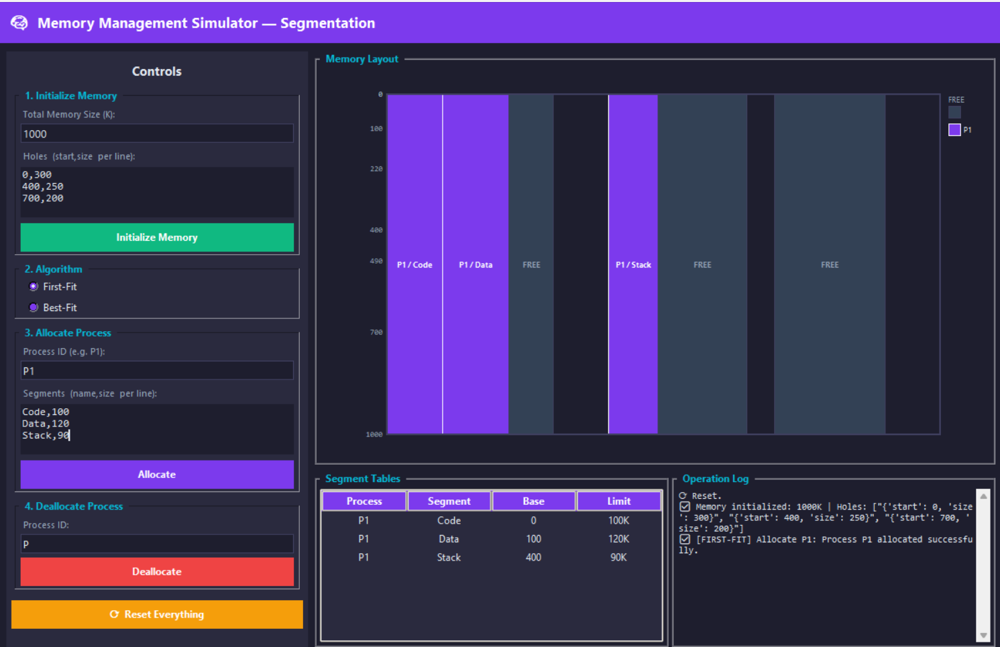 Memory Management Simulator — Segmentation
Controls
1. Initialize Memory
Total Memory Size (K):
1000
Holes (start,size per line):
0,300
400,250
700,200
Initialize Memory
2. Algorithm
First-Fit
Best-Fit
3. Allocate Process
Process ID (e.g. P1):
P1
Segments (name,size per line):
Code,100
Data,120
Stack,90
Allocate
4. Deallocate Process
Process ID:
P
Deallocate
⟳ Reset Everything
Memory Layout
0
100
220
400
490
700
1000
P1 / Code P1 / Data FREE P1 / Stack FREE FREE
FREE
P1
Segment Tables
Process Segment Base Limit
P1 Code 0 100K
P1 Data 100 120K
P1 Stack 400 90K
Operation Log
⟳ Reset.
☑ Memory initialized: 1000K | Holes: ["{'start': 0, 'size
': 300}", "{'start': 400, 'size': 250}", "{'start': 700, '
size': 200}"]
☑ [FIRST-FIT] Allocate P1: Process P1 allocated successfu
lly.